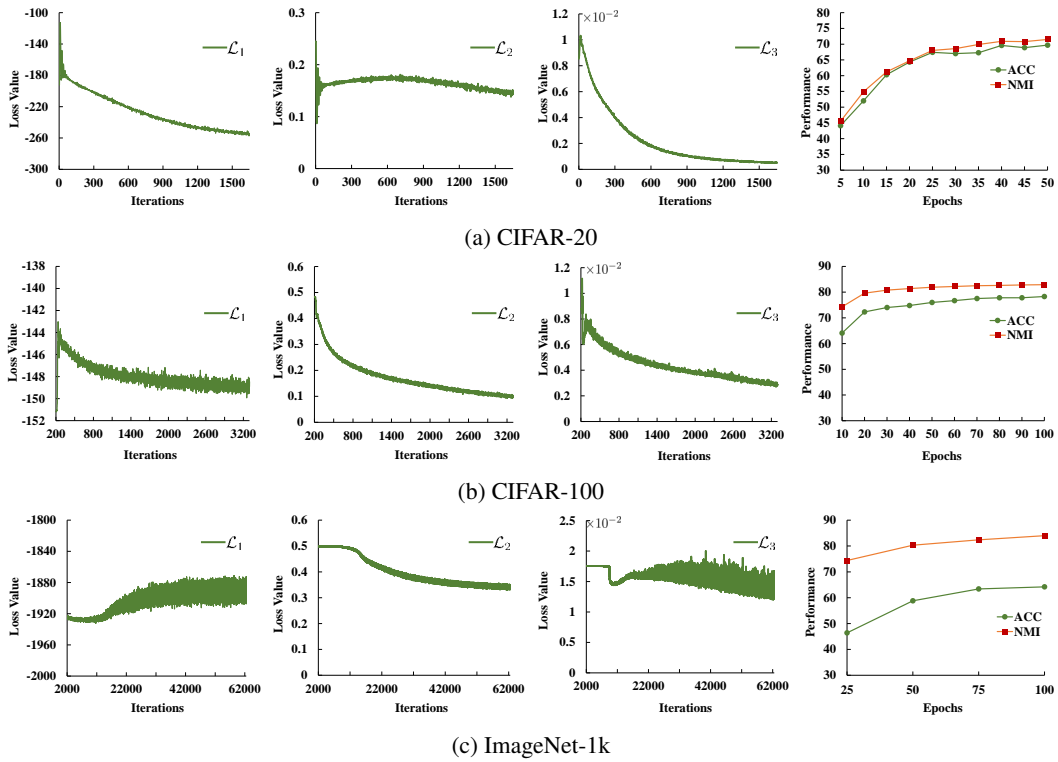 -100
-140
-180
-220
-260
-300
Loss Value
0 300 600 900 1200 1500
Iterations
ℒ₁
0.3
0.2
0.1
0
Loss Value
0 300 600 900 1200 1500
Iterations
ℒ₂
×10⁻²
1.2
1
0.8
0.6
0.4
0.2
0
Loss Value
0 300 600 900 1200 1500
Iterations
ℒ₃
80
75
70
65
60
55
50
45
40
35
30
Performance
5 10 15 20 25 30 35 40 45 50
Epochs
ACC
NMI
(a) CIFAR-20
-138
-140
-142
-144
-146
-148
-150
-152
Loss Value
200 800 1400 2000 2600 3200
Iterations
ℒ₁
0.6
0.5
0.4
0.3
0.2
0.1
0
Loss Value
200 800 1400 2000 2600 3200
Iterations
ℒ₂
×10⁻²
1.2
1
0.8
0.6
0.4
0.2
0
Loss Value
200 800 1400 2000 2600 3200
Iterations
ℒ₃
90
80
70
60
50
40
30
Performance
10 20 30 40 50 60 70 80 90 100
Epochs
ACC
NMI
(b) CIFAR-100
-1800
-1840
-1880
-1920
-1960
-2000
Loss Value
2000 22000 42000 62000
Iterations
ℒ₁
0.6
0.5
0.4
0.3
0.2
0.1
0
Loss Value
2000 22000 42000 62000
Iterations
ℒ₂
×10⁻²
2.5
2
1.5
1
0.5
0
Loss Value
2000 22000 42000 62000
Iterations
ℒ₃
90
80
70
60
50
40
30
Performance
25 50 75 100
Epochs
ACC
NMI
(c) ImageNet-1k